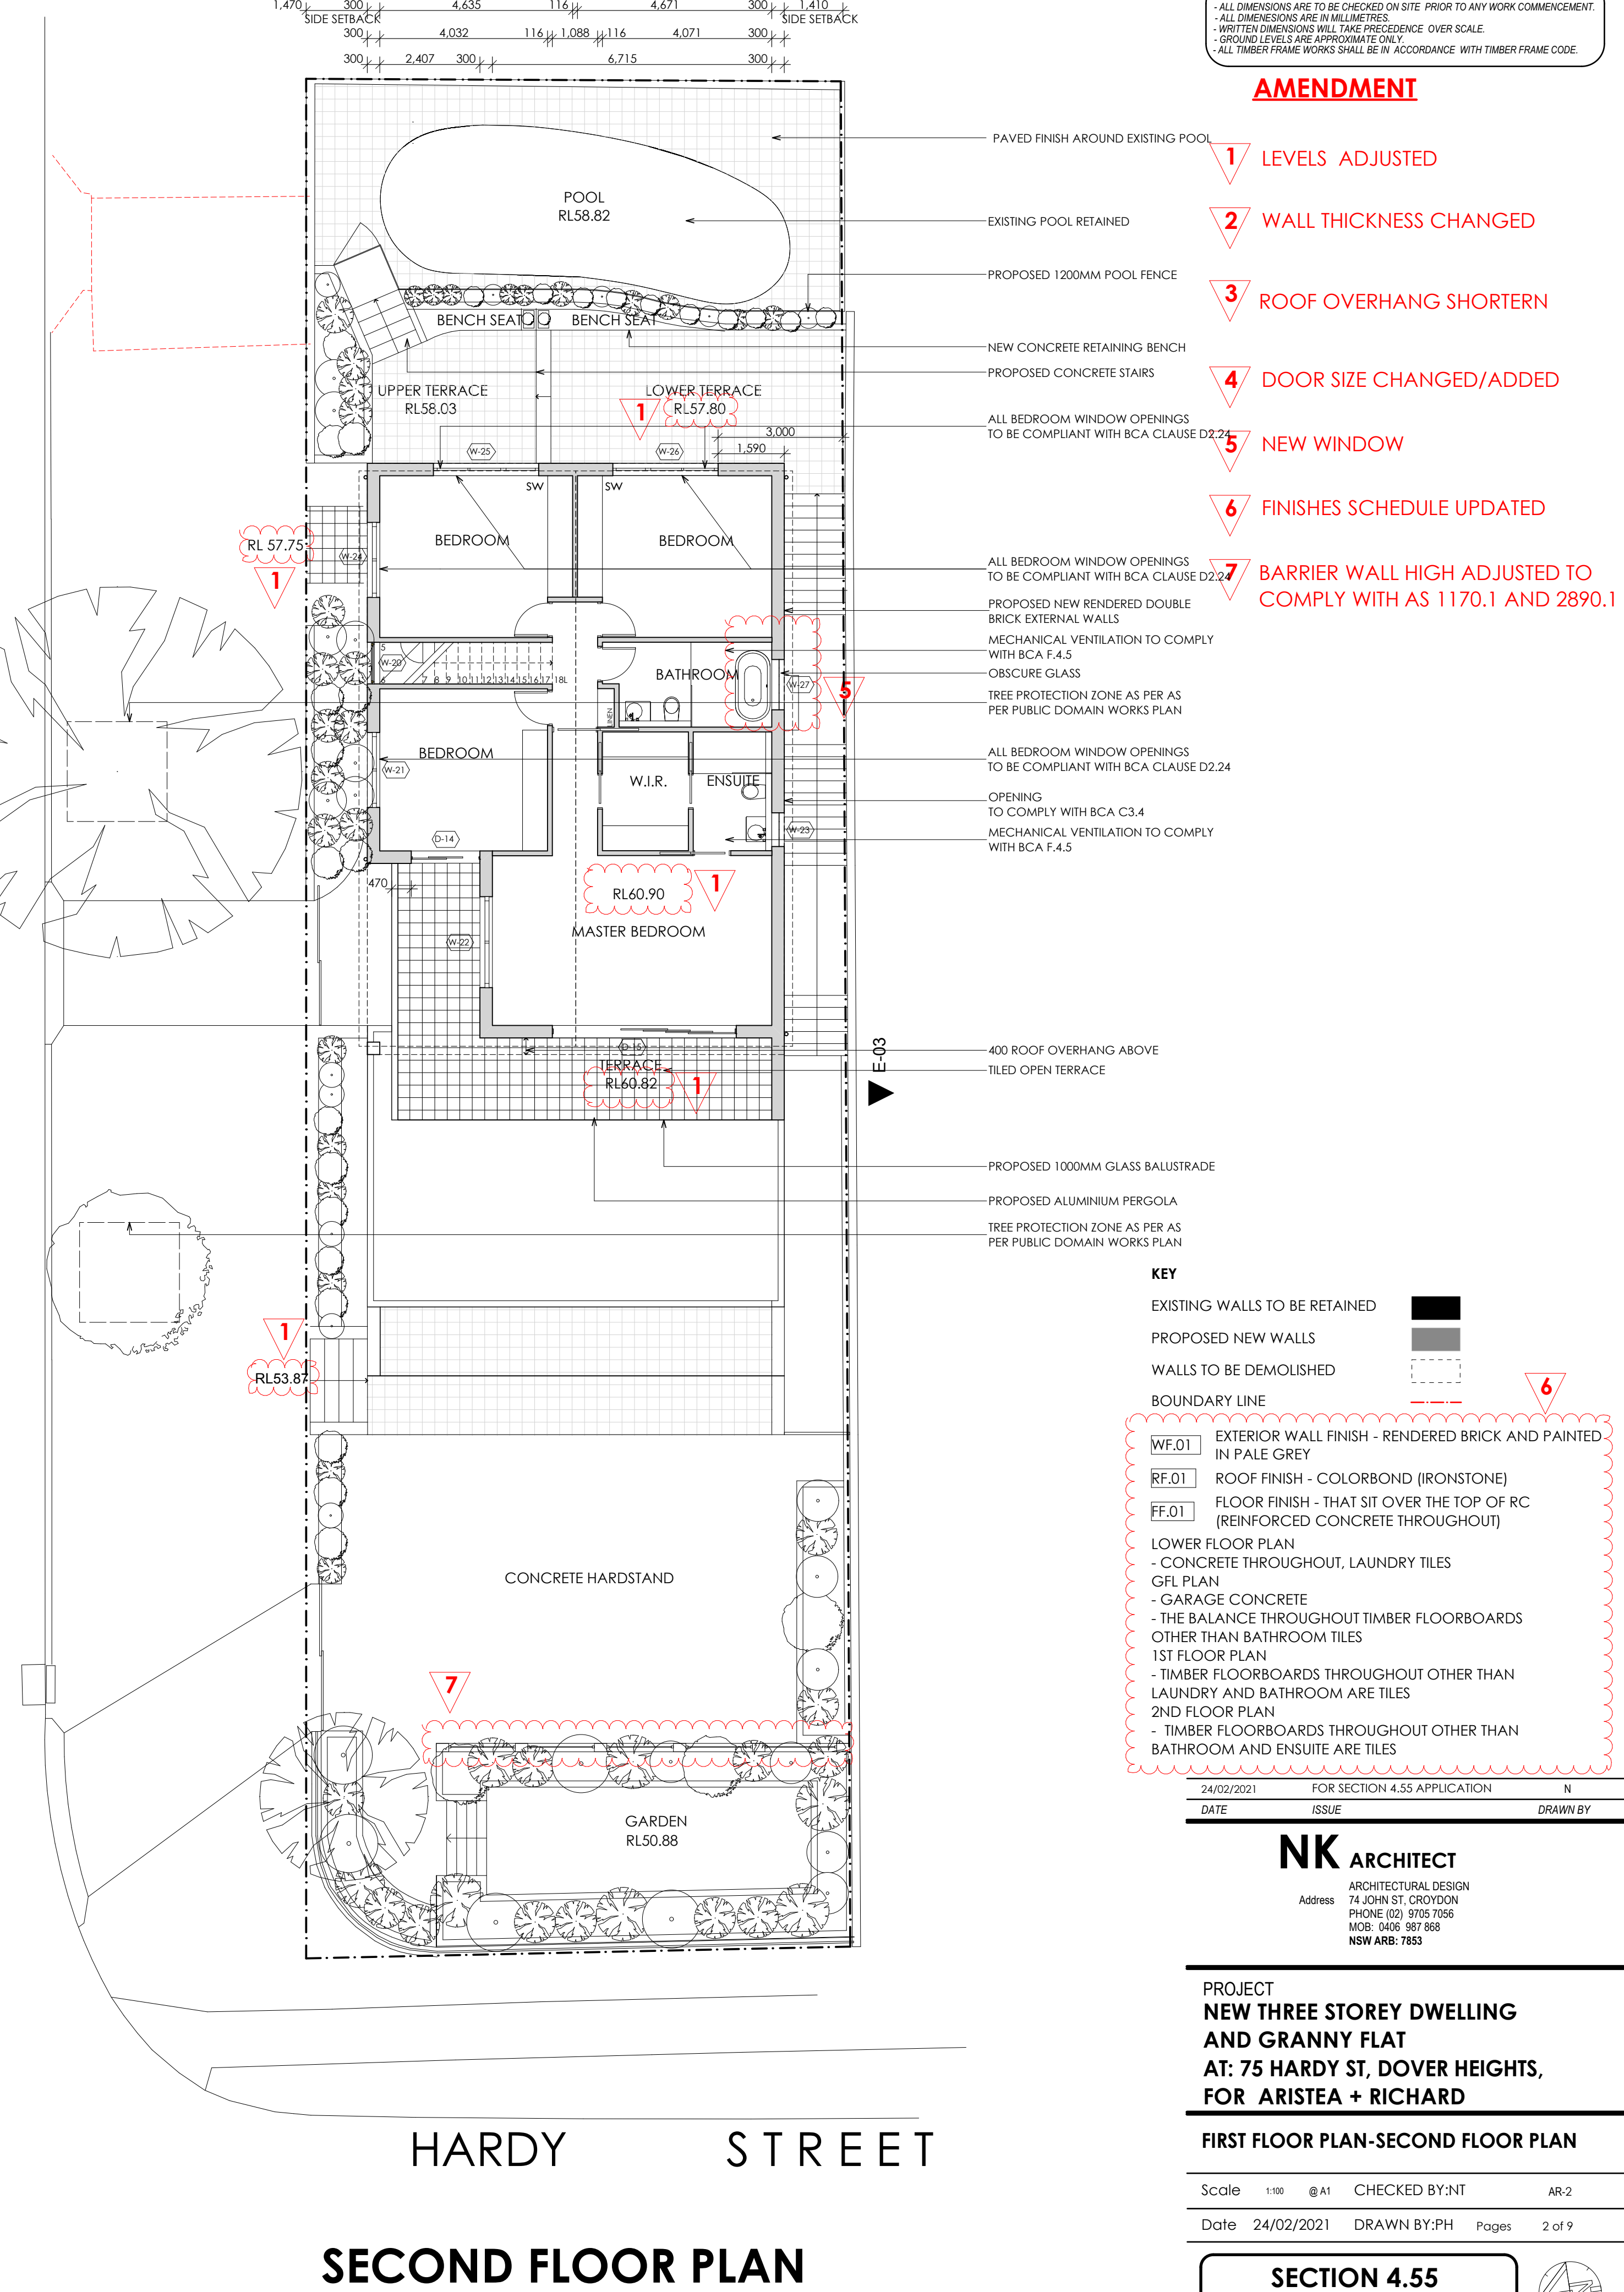 1,470 300 4,635 116 4,671 300 1,410
SIDE SETBACK SIDE SETBACK
300 4,032 116 1,088 116 4,071 300
300 2,407 300 6,715 300
- ALL DIMENSIONS ARE TO BE CHECKED ON SITE PRIOR TO ANY WORK COMMENCEMENT.
- ALL DIMENESIONS ARE IN MILLIMETRES.
- WRITTEN DIMENSIONS WILL TAKE PRECEDENCE OVER SCALE.
- GROUND LEVELS ARE APPROXIMATE ONLY.
- ALL TIMBER FRAME WORKS SHALL BE IN ACCORDANCE WITH TIMBER FRAME CODE.
AMENDMENT
1 LEVELS ADJUSTED
2 WALL THICKNESS CHANGED
3 ROOF OVERHANG SHORTERN
4 DOOR SIZE CHANGED/ADDED
5 NEW WINDOW
6 FINISHES SCHEDULE UPDATED
7 BARRIER WALL HIGH ADJUSTED TO
COMPLY WITH AS 1170.1 AND 2890.1
PAVED FINISH AROUND EXISTING POOL
EXISTING POOL RETAINED
PROPOSED 1200MM POOL FENCE
NEW CONCRETE RETAINING BENCH
PROPOSED CONCRETE STAIRS
ALL BEDROOM WINDOW OPENINGS
TO BE COMPLIANT WITH BCA CLAUSE D2.24
ALL BEDROOM WINDOW OPENINGS
TO BE COMPLIANT WITH BCA CLAUSE D2.24
PROPOSED NEW RENDERED DOUBLE
BRICK EXTERNAL WALLS
MECHANICAL VENTILATION TO COMPLY
WITH BCA F.4.5
OBSCURE GLASS
TREE PROTECTION ZONE AS PER AS
PER PUBLIC DOMAIN WORKS PLAN
ALL BEDROOM WINDOW OPENINGS
TO BE COMPLIANT WITH BCA CLAUSE D2.24
OPENING
TO COMPLY WITH BCA C3.4
MECHANICAL VENTILATION TO COMPLY
WITH BCA F.4.5
400 ROOF OVERHANG ABOVE
TILED OPEN TERRACE
PROPOSED 1000MM GLASS BALUSTRADE
PROPOSED ALUMINIUM PERGOLA
TREE PROTECTION ZONE AS PER AS
PER PUBLIC DOMAIN WORKS PLAN
POOL
RL58.82
BENCH SEAT BENCH SEAT
UPPER TERRACE
RL58.03
LOWER TERRACE
RL57.80
1
3,000
1,590
W-25 W-26
SW SW
RL 57.75
1
W-24
BEDROOM BEDROOM
5
W-20
6 7 8 9 10 11 12 13 14 15 16 17 18L
BATHROOM
W-27
5
LINEN
BEDROOM
W-21
W.I.R. ENSUITE
D-14
W-23
470
RL60.90
1
MASTER BEDROOM
W-22
D-15
TERRACE
RL60.82
1
E-03
1
RL53.87
CONCRETE HARDSTAND
7
GARDEN
RL50.88
HARDY STREET
SECOND FLOOR PLAN
KEY
EXISTING WALLS TO BE RETAINED
PROPOSED NEW WALLS
WALLS TO BE DEMOLISHED
BOUNDARY LINE
6
WF.01 EXTERIOR WALL FINISH - RENDERED BRICK AND PAINTED
IN PALE GREY
RF.01 ROOF FINISH - COLORBOND (IRONSTONE)
FF.01 FLOOR FINISH - THAT SIT OVER THE TOP OF RC
(REINFORCED CONCRETE THROUGHOUT)
LOWER FLOOR PLAN
- CONCRETE THROUGHOUT, LAUNDRY TILES
GFL PLAN
- GARAGE CONCRETE
- THE BALANCE THROUGHOUT TIMBER FLOORBOARDS
OTHER THAN BATHROOM TILES
1ST FLOOR PLAN
- TIMBER FLOORBOARDS THROUGHOUT OTHER THAN
LAUNDRY AND BATHROOM ARE TILES
2ND FLOOR PLAN
- TIMBER FLOORBOARDS THROUGHOUT OTHER THAN
BATHROOM AND ENSUITE ARE TILES
24/02/2021 FOR SECTION 4.55 APPLICATION N
DATE ISSUE DRAWN BY
NK ARCHITECT
ARCHITECTURAL DESIGN
Address 74 JOHN ST, CROYDON
PHONE (02) 9705 7056
MOB: 0406 987 868
NSW ARB: 7853
PROJECT
NEW THREE STOREY DWELLING
AND GRANNY FLAT
AT: 75 HARDY ST, DOVER HEIGHTS,
FOR ARISTEA + RICHARD
FIRST FLOOR PLAN-SECOND FLOOR PLAN
Scale 1:100 @ A1 CHECKED BY:NT AR-2
Date 24/02/2021 DRAWN BY:PH Pages 2 of 9
SECTION 4.55